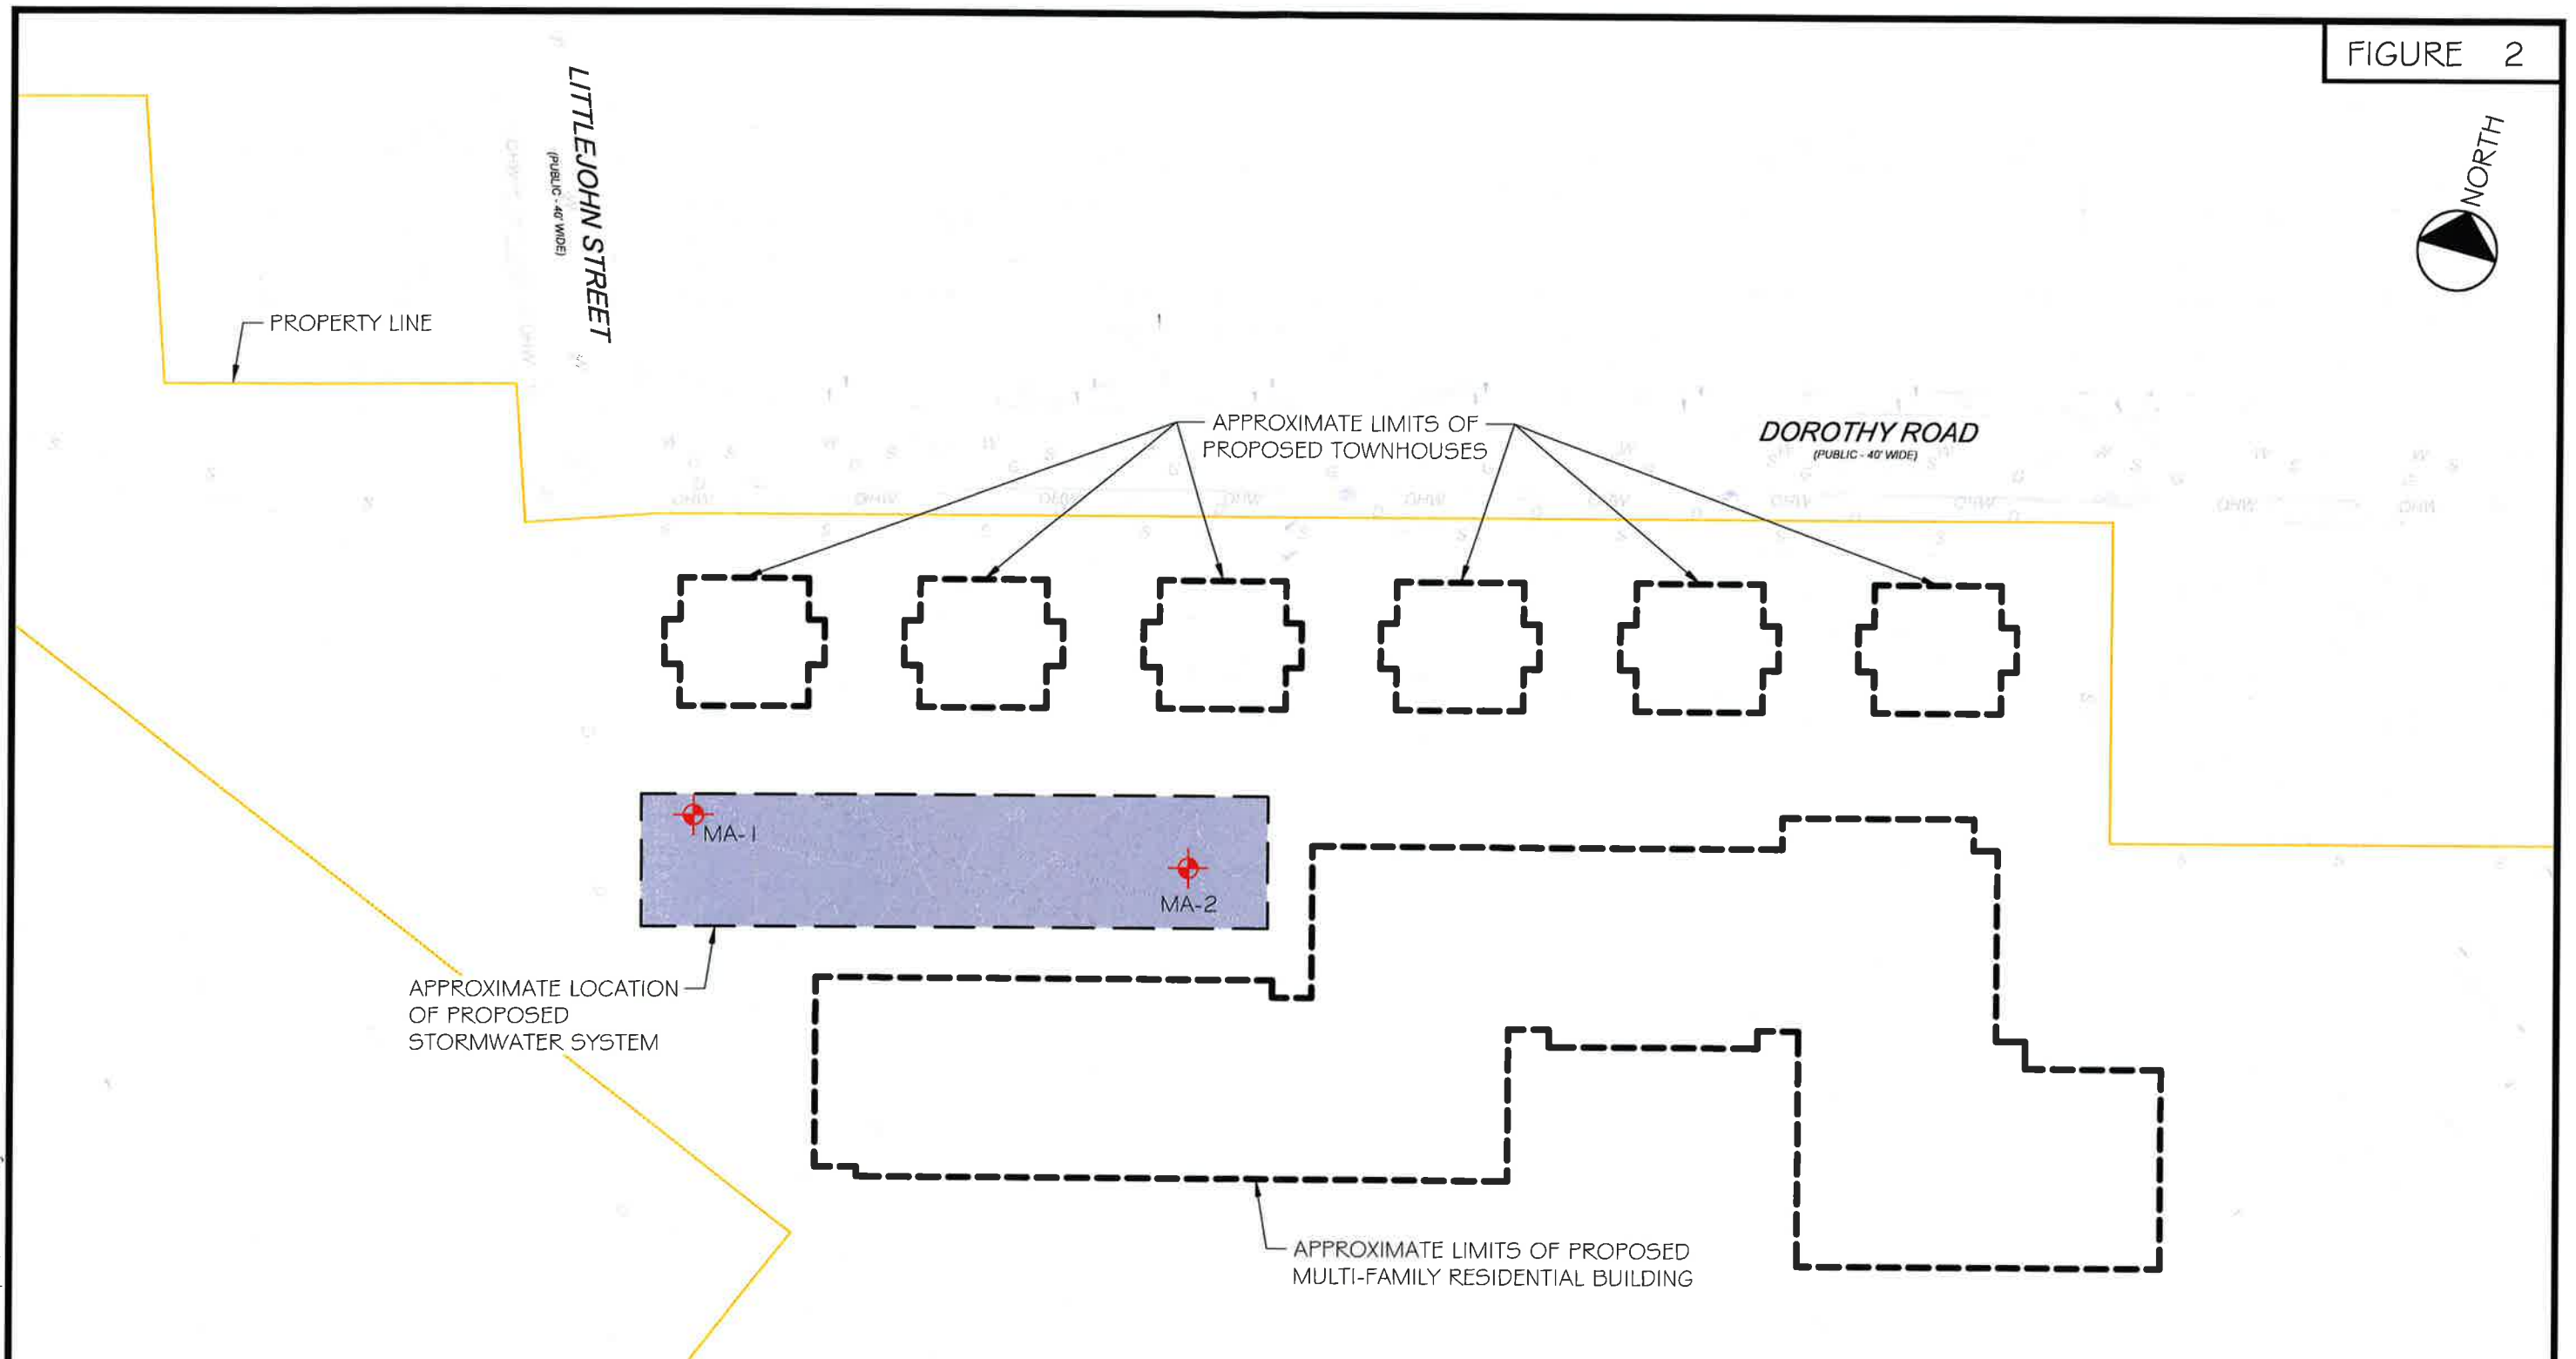 FIGURE 2
NORTH
LITTLEJOHN STREET
(PUBLIC - 40' WIDE)
PROPERTY LINE
APPROXIMATE LIMITS OF
PROPOSED TOWNHOUSES
DOROTHY ROAD
(PUBLIC - 40' WIDE)
MA-1
MA-2
APPROXIMATE LOCATION
OF PROPOSED
STORMWATER SYSTEM
APPROXIMATE LIMITS OF PROPOSED
MULTI-FAMILY RESIDENTIAL BUILDING